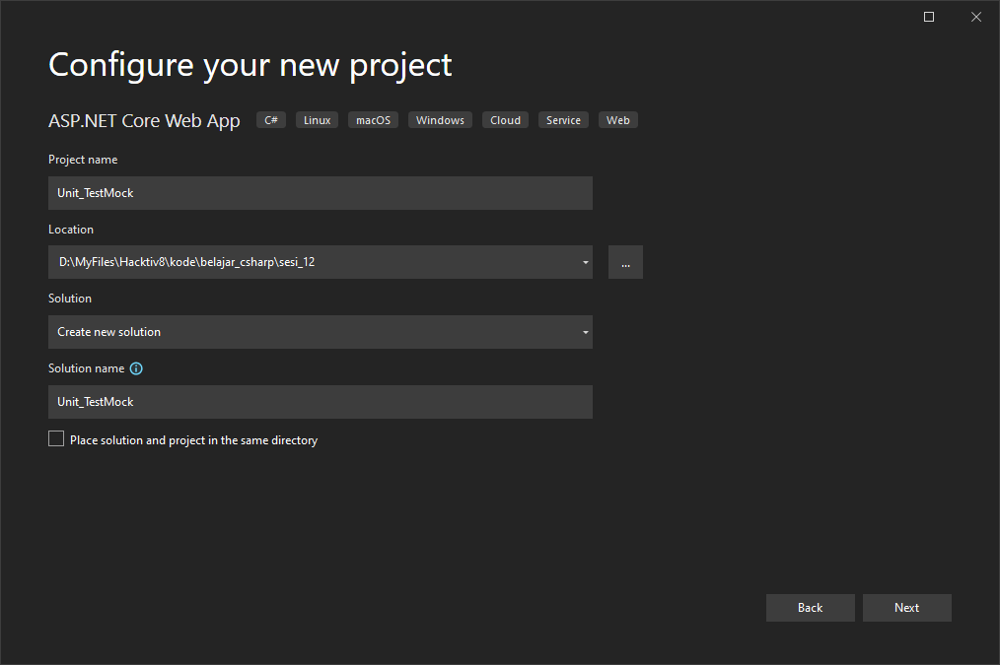 Configure your new project
ASP.NET Core Web App C# Linux macOS Windows Cloud Service Web
Project name
Unit_TestMock
Location
D:\MyFiles\Hacktiv8\kode\belajar_csharp\sesi_12
...
Solution
Create new solution
Solution name
Unit_TestMock
Place solution and project in the same directory
Back Next